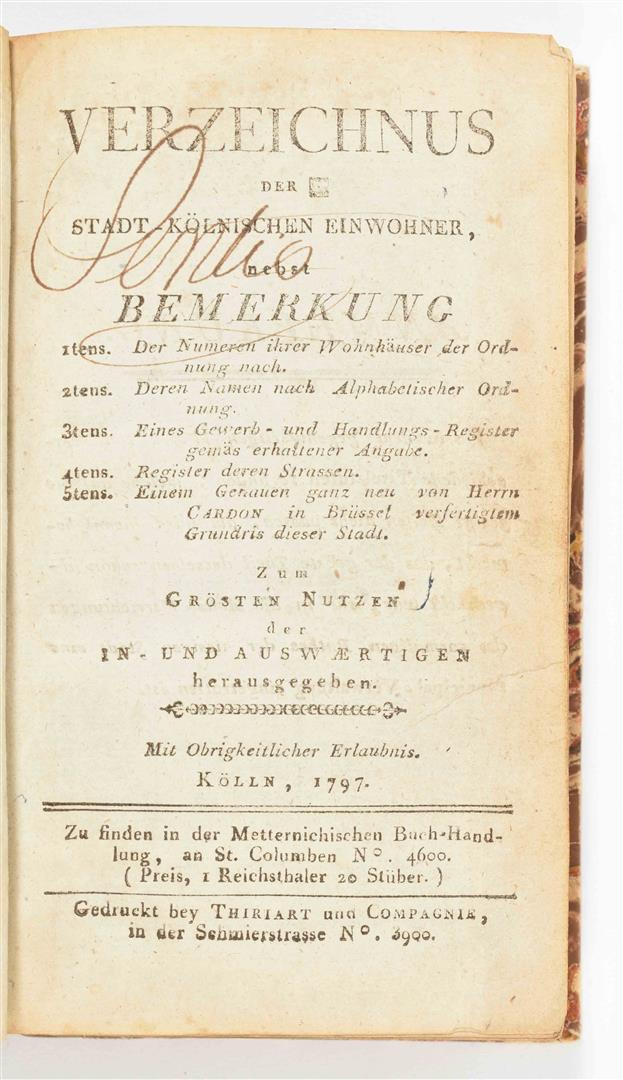 VERZEICHNUS
DER
STADT-KÖLNISCHEN EINWOHNER,
nebst
BEMERKUNG
1tens. Der Numeren ihrer Wohnhäuser der Ord-
nung nach.
2tens. Deren Namen nach Alphabetischer Ord-
nung.
3tens. Eines Gewerb- und Handlungs-Register
gemäs erhaltener Angabe.
4tens. Register deren Strassen.
5tens. Einem Genauen ganz neu von Herrn
CARDON in Brüssel verfertigtem
Grundris dieser Stadt.
Zum
GRÖSTEN NUTZEN
der
IN- UND AUSWÆRTIGEN
herausgegeben.
Mit Obrigkeitlicher Erlaubnis.
KÖLLN, 1797.
Zu finden in der Metternichischen Buch-Hand-
lung, an St. Columben Nº. 4600.
( Preis, 1 Reichsthaler 20 Stüber. )
Gedruckt bey THIRIART und COMPAGNIE,
in der Schmierstrasse Nº. 3900.